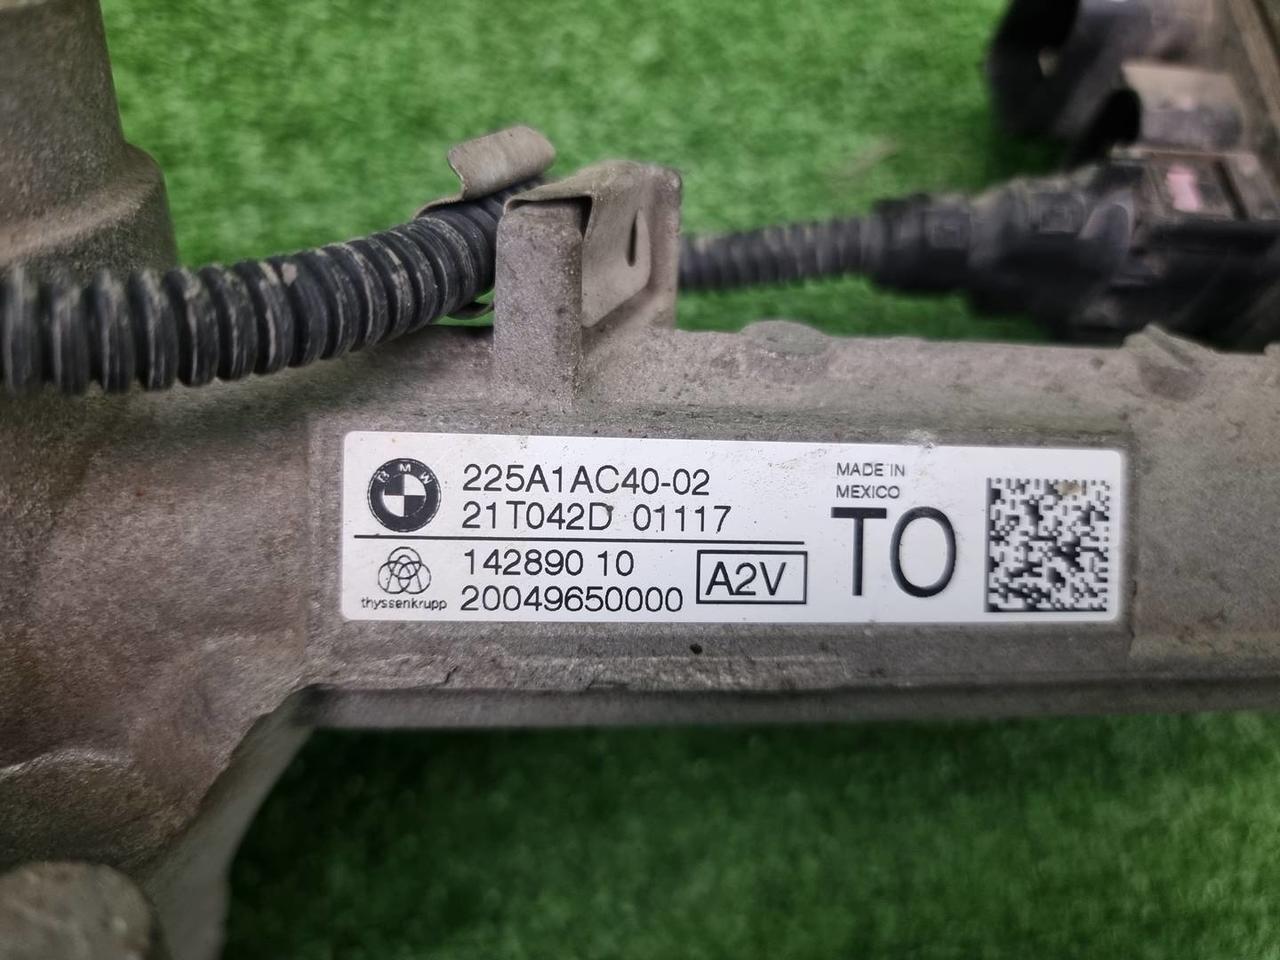 BMW
225A1AC40-02
21T042D 01117
thyssenkrupp
142890 10
20049650000
A2V
MADE IN
MEXICO
TO